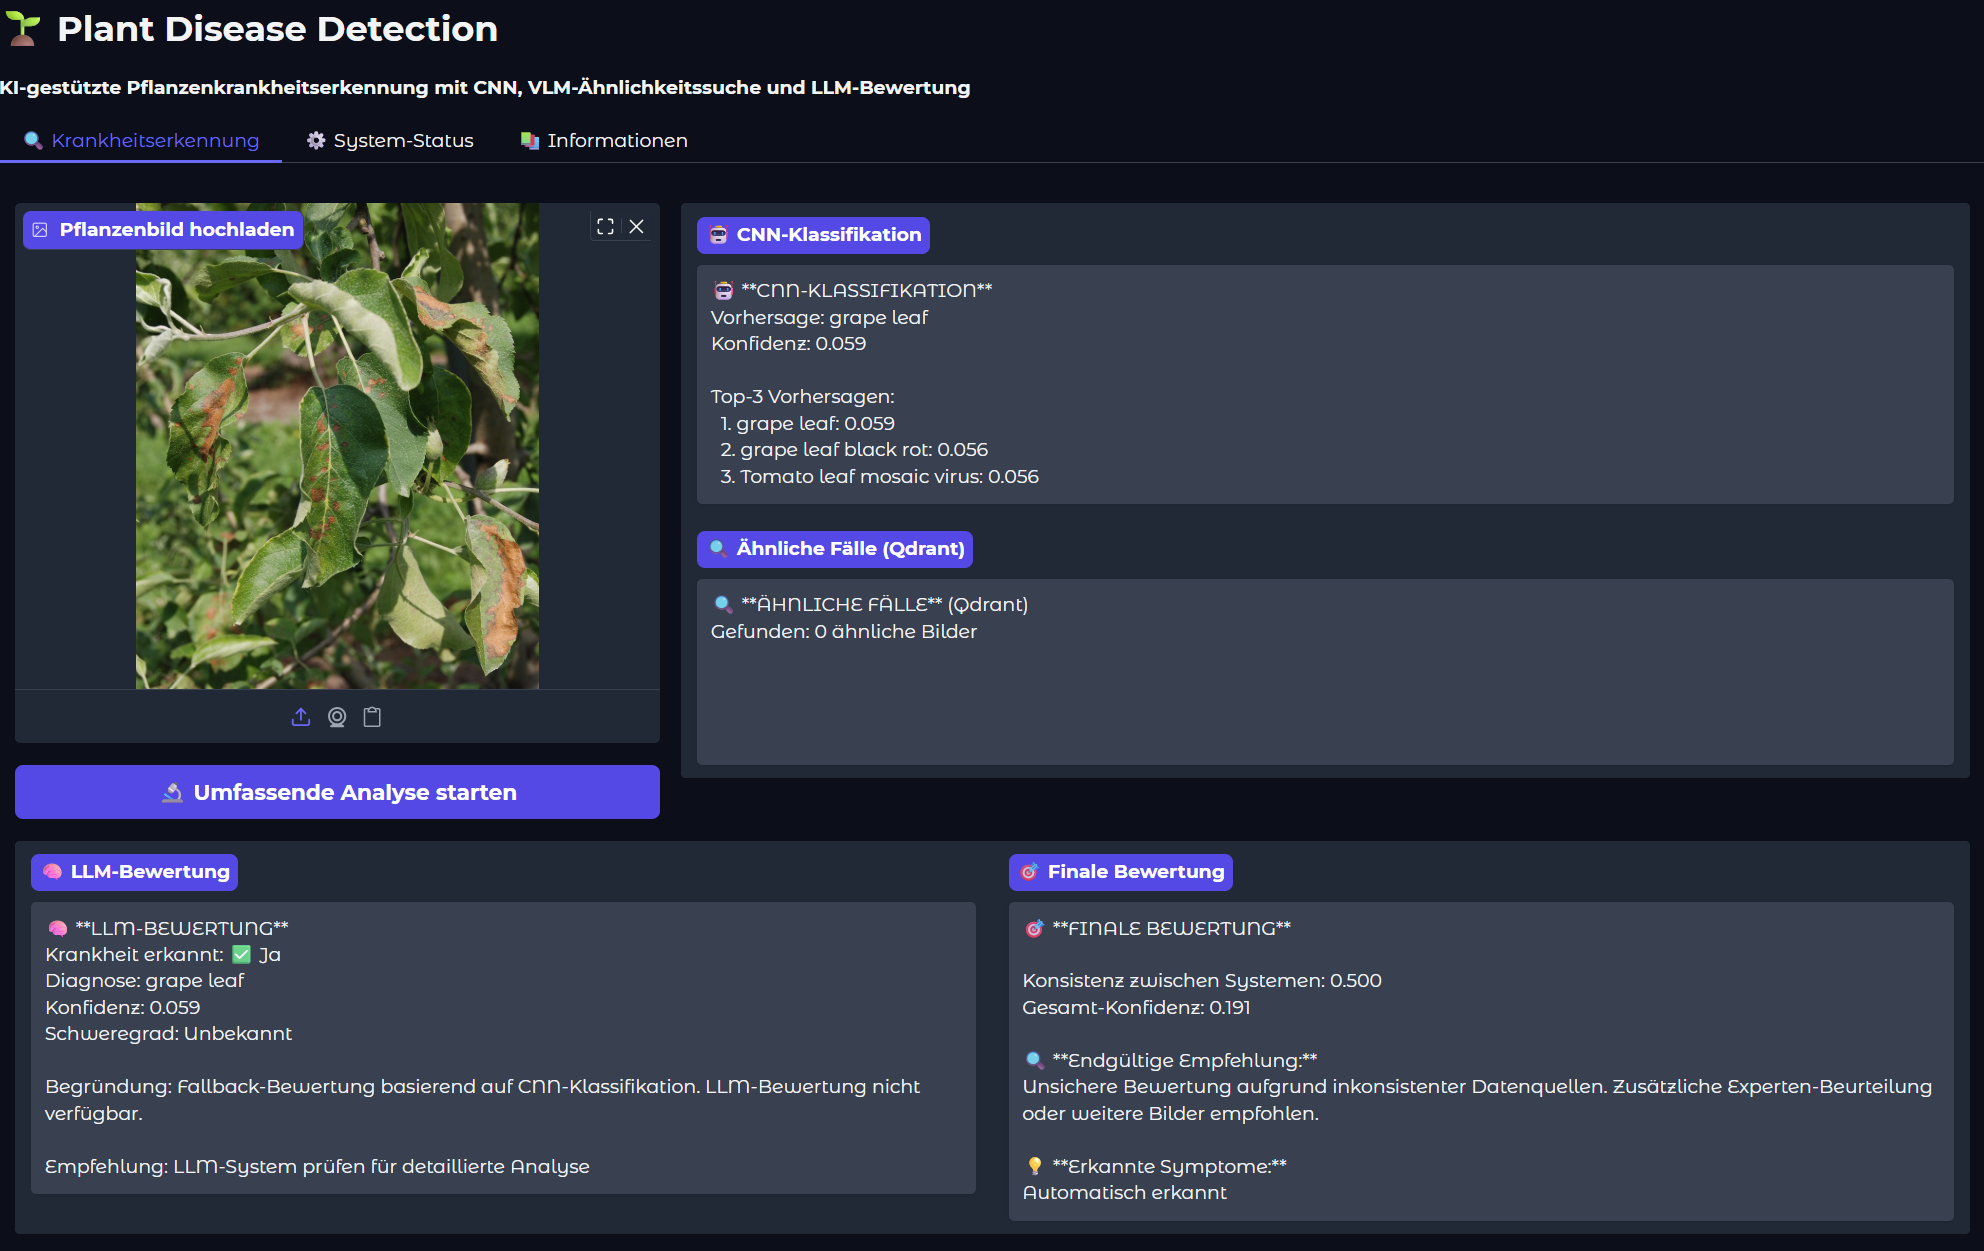 Plant Disease Detection
KI-gestützte Pflanzenkrankheitserkennung mit CNN, VLM-Ähnlichkeitssuche und LLM-Bewertung
Krankheitserkennung
System-Status
Informationen
Pflanzenbild hochladen
CNN-Klassifikation
**CNN-KLASSIFIKATION**
Vorhersage: grape leaf
Konfidenz: 0.059
Top-3 Vorhersagen:
1. grape leaf: 0.059
2. grape leaf black rot: 0.056
3. Tomato leaf mosaic virus: 0.056
Ähnliche Fälle (Qdrant)
**ÄHNLICHE FÄLLE** (Qdrant)
Gefunden: 0 ähnliche Bilder
Umfassende Analyse starten
LLM-Bewertung
**LLM-BEWERTUNG**
Krankheit erkannt: ✅ Ja
Diagnose: grape leaf
Konfidenz: 0.059
Schweregrad: Unbekannt
Begründung: Fallback-Bewertung basierend auf CNN-Klassifikation. LLM-Bewertung nicht
verfügbar.
Empfehlung: LLM-System prüfen für detaillierte Analyse
Finale Bewertung
**FINALE BEWERTUNG**
Konsistenz zwischen Systemen: 0.500
Gesamt-Konfidenz: 0.191
**Endgültige Empfehlung:**
Unsichere Bewertung aufgrund inkonsistenter Datenquellen. Zusätzliche Experten-Beurteilung
oder weitere Bilder empfohlen.
**Erkannte Symptome:**
Automatisch erkannt